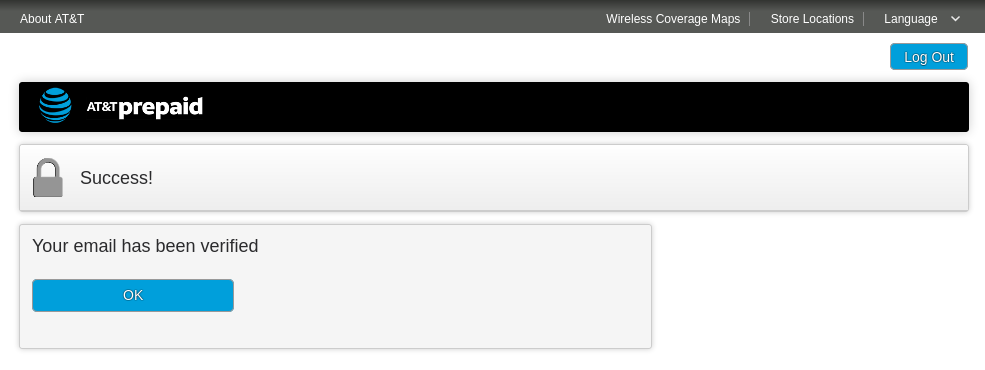 About AT&T
Wireless Coverage Maps
Store Locations
Language
Log Out
AT&T prepaid
Success!
Your email has been verified
OK